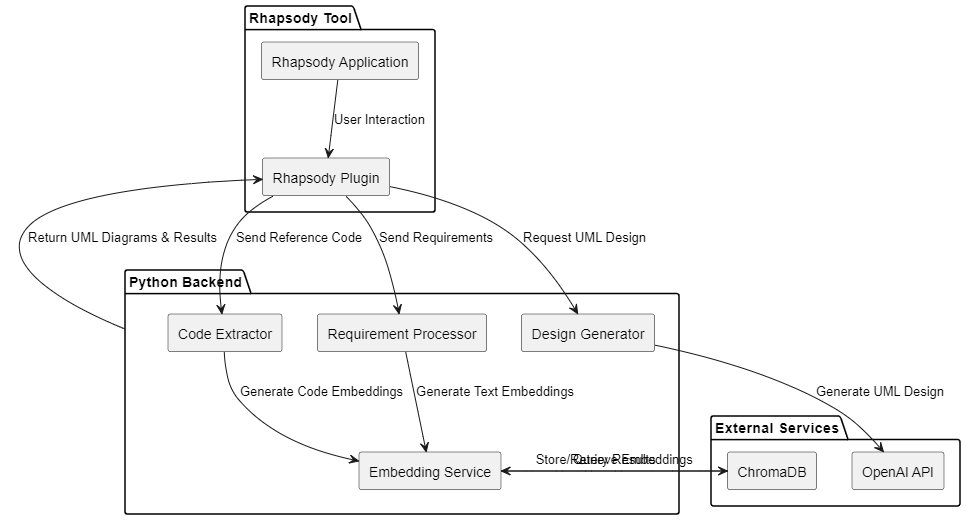 Rhapsody Tool
Rhapsody Application
User Interaction
Rhapsody Plugin
Return UML Diagrams & Results
Send Reference Code
Send Requirements
Request UML Design
Python Backend
Code Extractor
Requirement Processor
Design Generator
Generate Code Embeddings
Generate Text Embeddings
Generate UML Design
External Services
Store/Retrieve Embeddings
Query Results
Embedding Service
ChromaDB
OpenAI API